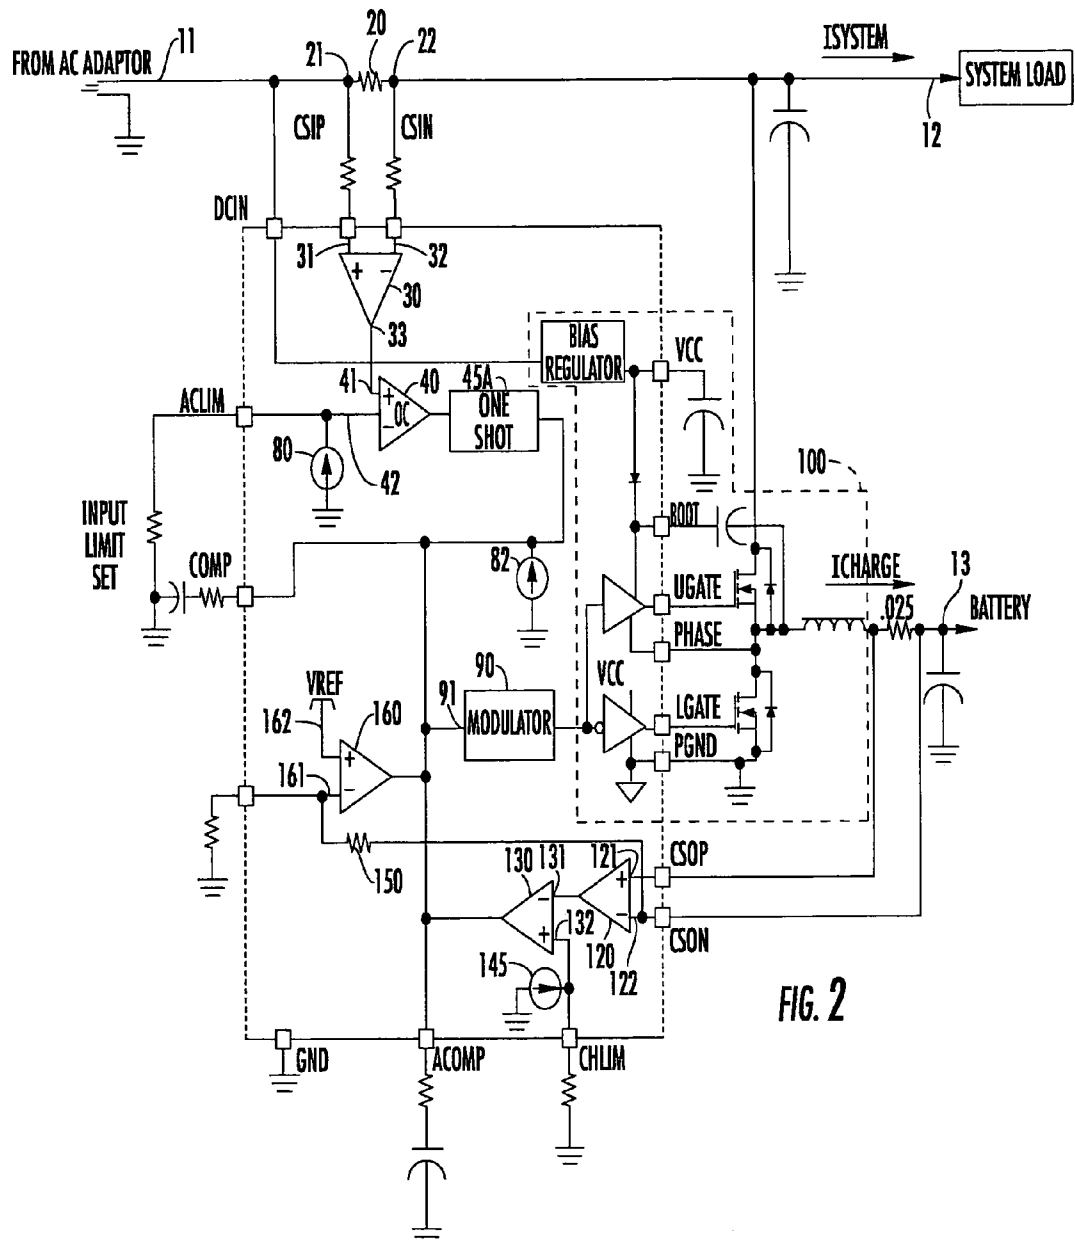 11
20
21
22
ISYSTEM
FROM AC ADAPTOR
SYSTEM LOAD
12
CSIP
CSIN
DCIN
31
32
+
−
30
33
BIAS
REGULATOR
VCC
41
40
45A
ACLIM
+
−
OC
ONE
SHOT
80
42
100
INPUT
LIMIT
SET
BOOT
COMP
82
ICHARGE
13
UGATE
.025
BATTERY
PHASE
VREF
90
VCC
162
160
91
MODULATOR
LGATE
PGND
+
−
161
150
130
131
121
CSOP
+
−
−
+
132
120
122
CSON
145
FIG. 2
GND
ACOMP
CHLIM